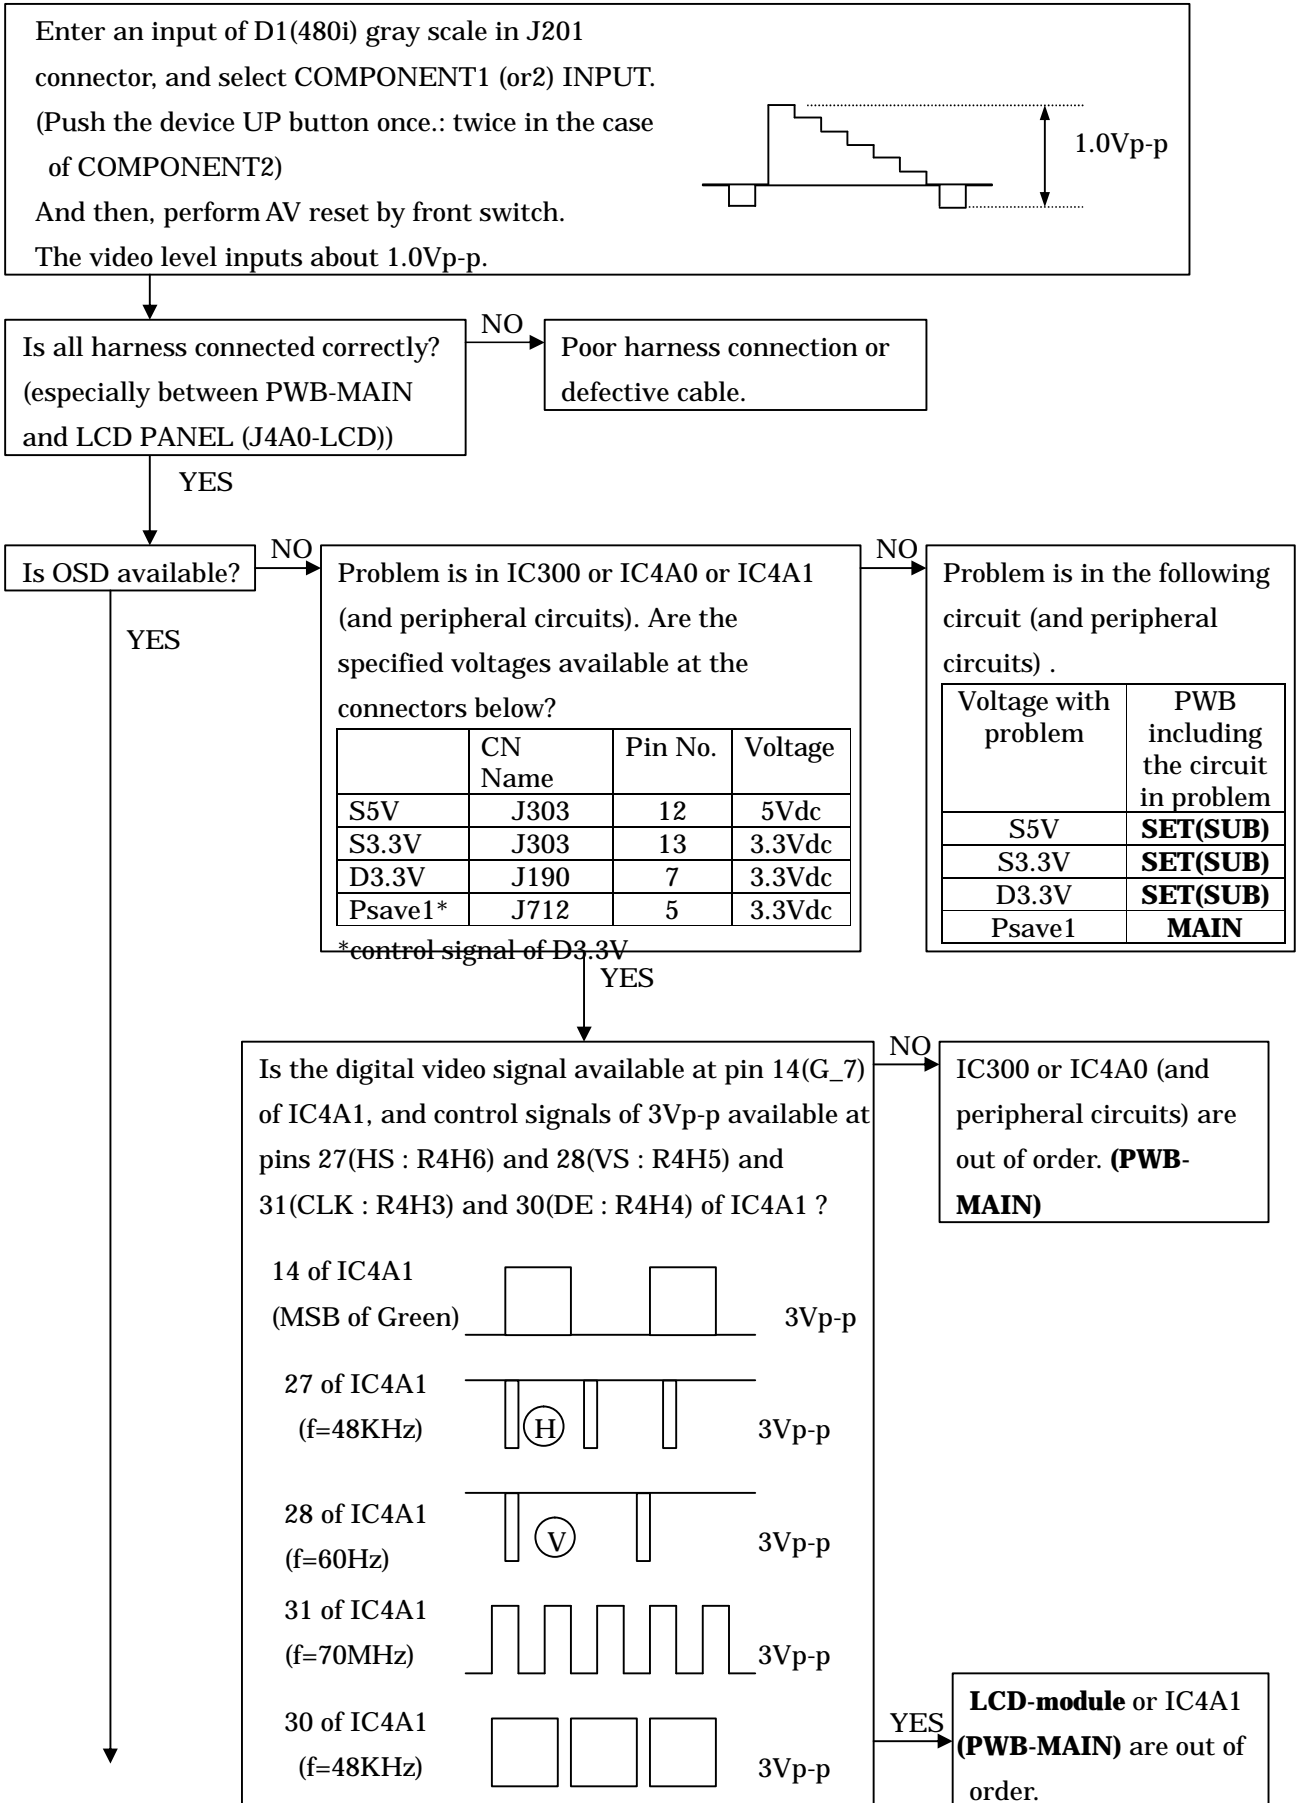 Enter an input of D1(480i) gray scale in J201
connector, and select COMPONENT1 (or2) INPUT.
(Push the device UP button once.: twice in the case
of COMPONENT2)
And then, perform AV reset by front switch.
The video level inputs about 1.0Vp-p.
1.0Vp-p
Is all harness connected correctly?
(especially between PWB-MAIN
and LCD PANEL (J4A0-LCD))
NO
Poor harness connection or
defective cable.
YES
Is OSD available?
NO
Problem is in IC300 or IC4A0 or IC4A1
(and peripheral circuits). Are the
specified voltages available at the
connectors below?
CN Name Pin No. Voltage
S5V J303 12 5Vdc
S3.3V J303 13 3.3Vdc
D3.3V J190 7 3.3Vdc
Psave1* J712 5 3.3Vdc
*control signal of D3.3V
NO
Problem is in the following
circuit (and peripheral
circuits) .
Voltage with PWB
problem including
the circuit
in problem
S5V SET(SUB)
S3.3V SET(SUB)
D3.3V SET(SUB)
Psave1 MAIN
YES
YES
Is the digital video signal available at pin 14(G_7)
of IC4A1, and control signals of 3Vp-p available at
pins 27(HS : R4H6) and 28(VS : R4H5) and
31(CLK : R4H3) and 30(DE : R4H4) of IC4A1 ?
NO
IC300 or IC4A0 (and
peripheral circuits) are
out of order. (PWB-
MAIN)
14 of IC4A1
(MSB of Green) 3Vp-p
27 of IC4A1
(f=48KHz) H 3Vp-p
28 of IC4A1
(f=60Hz) V 3Vp-p
31 of IC4A1
(f=70MHz) 3Vp-p
30 of IC4A1
(f=48KHz) 3Vp-p
YES
LCD-module or IC4A1
(PWB-MAIN) are out of
order.